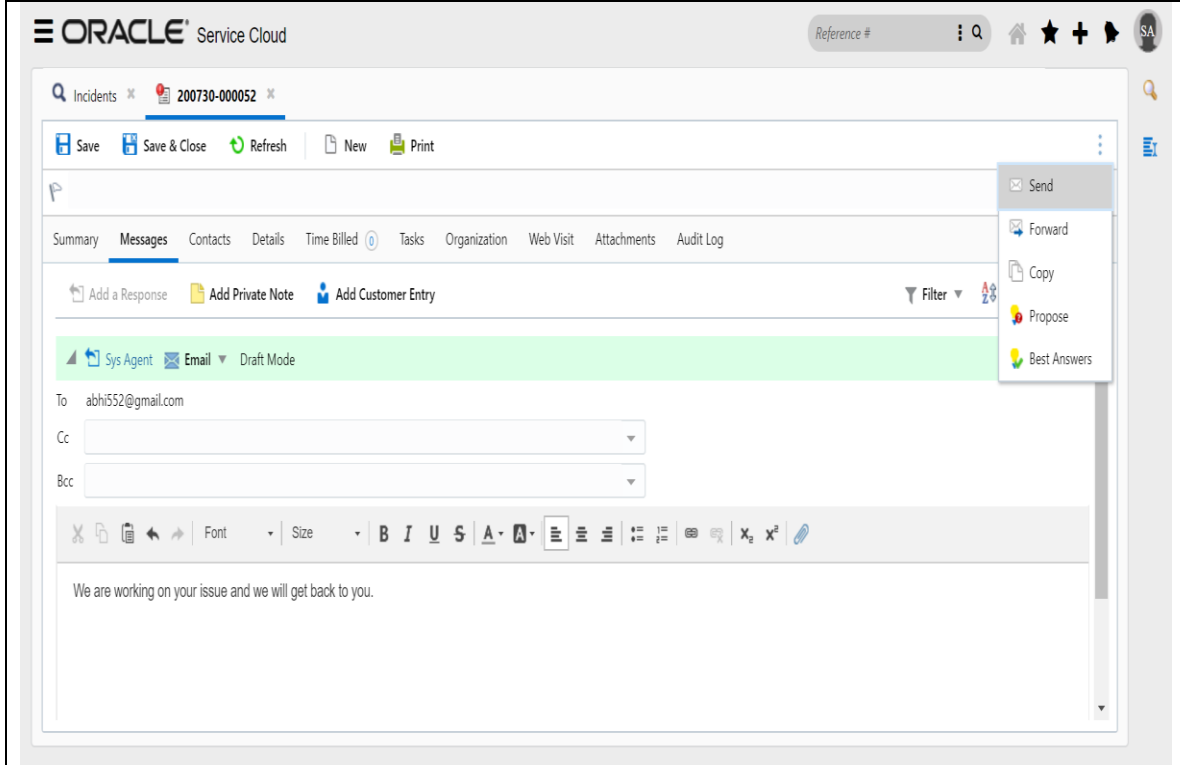 ORACLE Service Cloud Reference # SA
Incidents 200730-000052
Save Save & Close Refresh New Print
Send
Summary Messages Contacts Details Time Billed 0 Tasks Organization Web Visit Attachments Audit Log
Forward
Copy
Add a Response Add Private Note Add Customer Entry Filter
Propose
Best Answers
Sys Agent Email Draft Mode
To abhi552@gmail.com
Cc
Bcc
Font Size B I U S A A X₂ X²
We are working on your issue and we will get back to you.